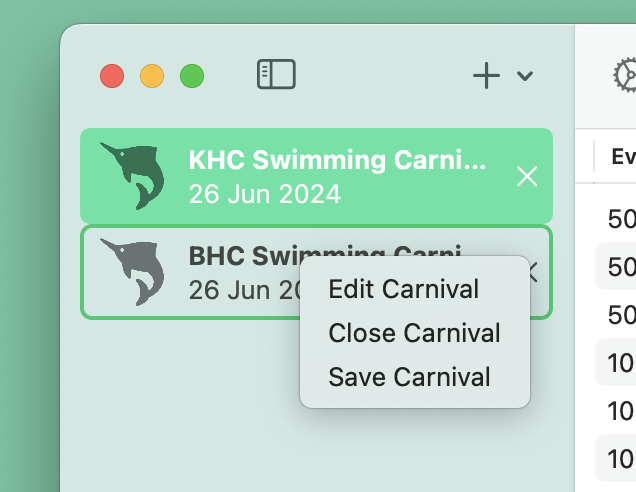 KHC Swimming Carni...
26 Jun 2024
BHC Swimming Carni
26 Jun 20
Edit Carnival
Close Carnival
Save Carnival
Ev
50
50
50
10
10
10